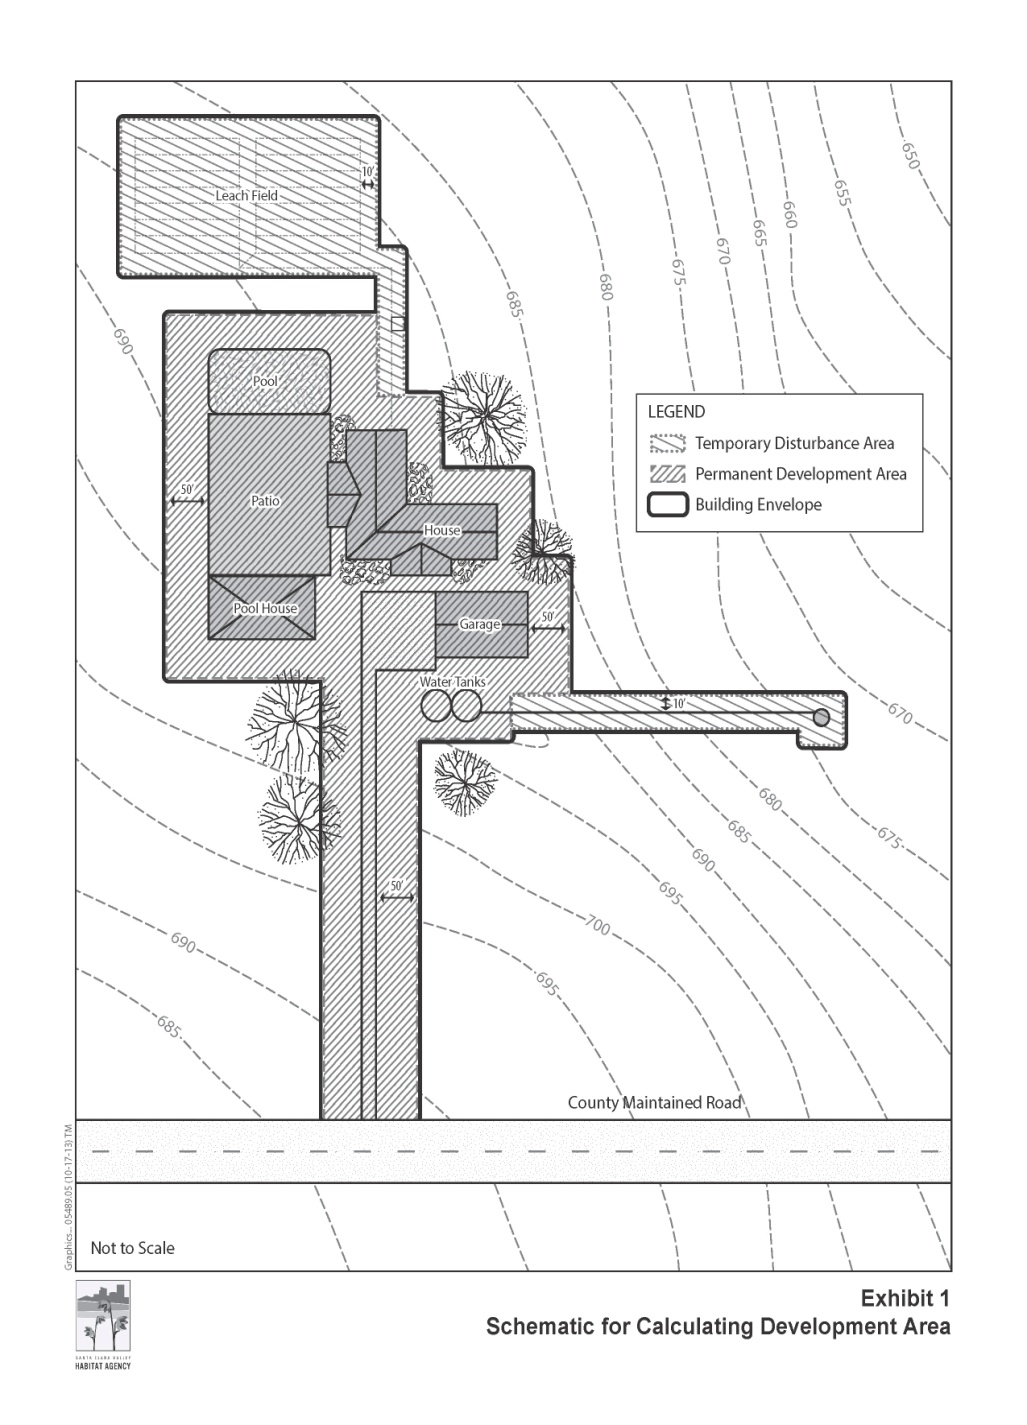 650
655
660
665
670
675
680
685
690
10'
Leach Field
Pool
50'
Patio
House
Pool House
Garage
50'
Water Tanks
10'
LEGEND
Temporary Disturbance Area
Permanent Development Area
Building Envelope
670
675
680
685
690
695
700
695
50'
690
685
County Maintained Road
Not to Scale
Graphics... 05489.05 (10-17-13) TM
Exhibit 1
Schematic for Calculating Development Area
SANTA CLARA VALLEY
HABITAT AGENCY